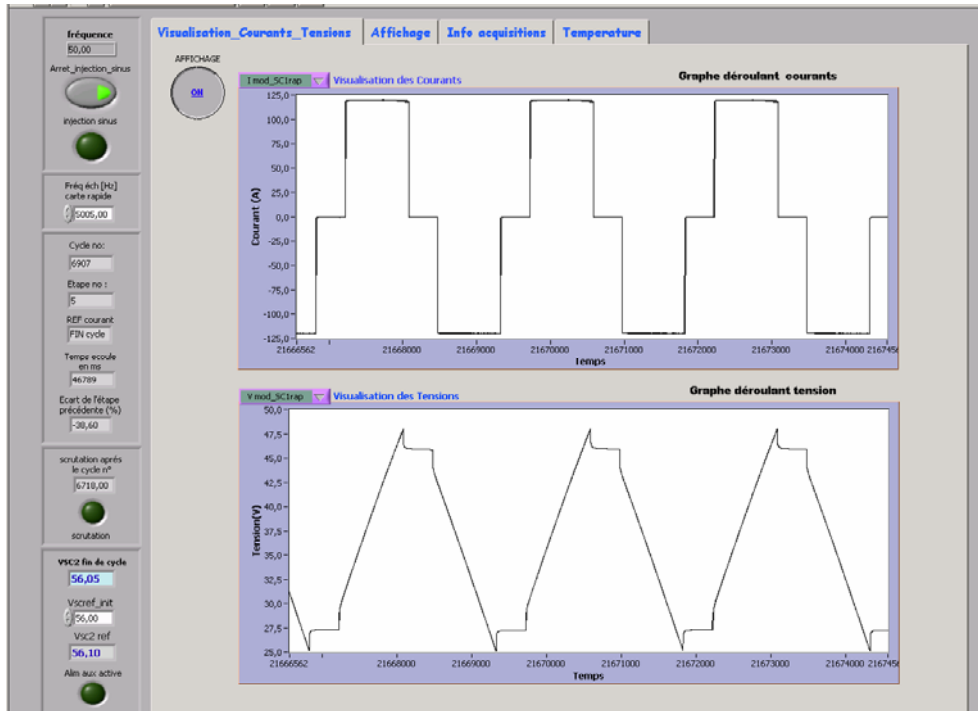 fréquence
50,00
Arret_injection_sinus
injection sinus
Fréq éch [Hz]
carte rapide
5005,00
Cycle no:
6907
Etape no :
5
REF courant
FIN cycle
Temps ecoule
en ms
46789
Ecart de l'étape
précédente (%)
-38,60
scrutation après
le cycle n°
6718,00
scrutation
VSC2 fin de cycle
56,05
Vscref_init
56,00
Vsc2 ref
56,10
Alim aux active
Visualisation_Courants_Tensions Affichage Info acquisitions Temperature
AFFICHAGE
ON
I mod_SC1rap Visualisation des Courants Graphe déroulant courants
125,0
100,0
75,0
50,0
25,0
0,0
-25,0
-50,0
-75,0
-100,0
-125,0
Courant (A)
21666562 21668000 21669000 21670000 21671000 21672000 21673000 21674000 216745
Temps
V mod_SC1rap Visualisation des Tensions Graphe déroulant tension
50,0
47,5
45,0
42,5
40,0
37,5
35,0
32,5
30,0
27,5
25,0
Tension(V)
21666562 21668000 21669000 21670000 21671000 21672000 21673000 21674000 216745
Temps